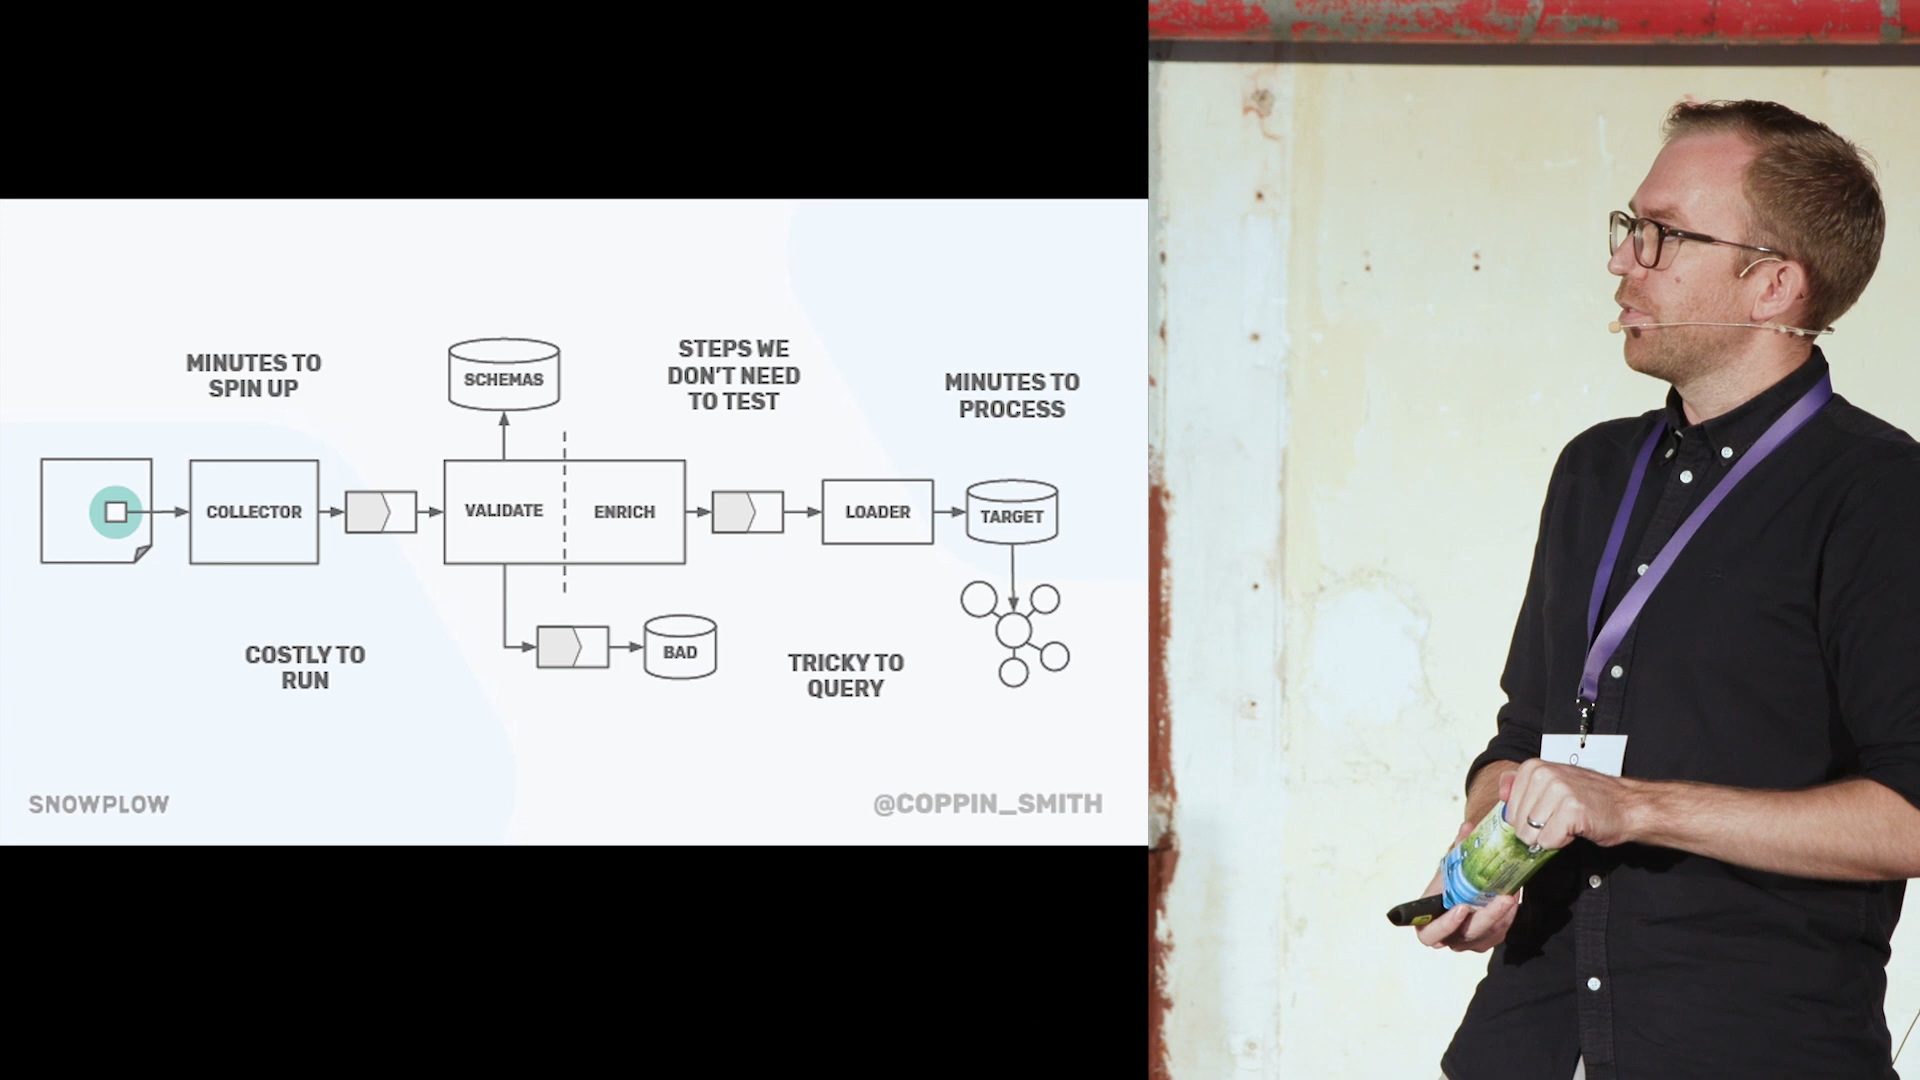 MINUTES TO
SPIN UP
SCHEMAS
STEPS WE
DON'T NEED
TO TEST
MINUTES TO
PROCESS
COLLECTOR
VALIDATE
ENRICH
LOADER
TARGET
COSTLY TO
RUN
BAD
TRICKY TO
QUERY
SNOWPLOW
@COPPIN_SMITH